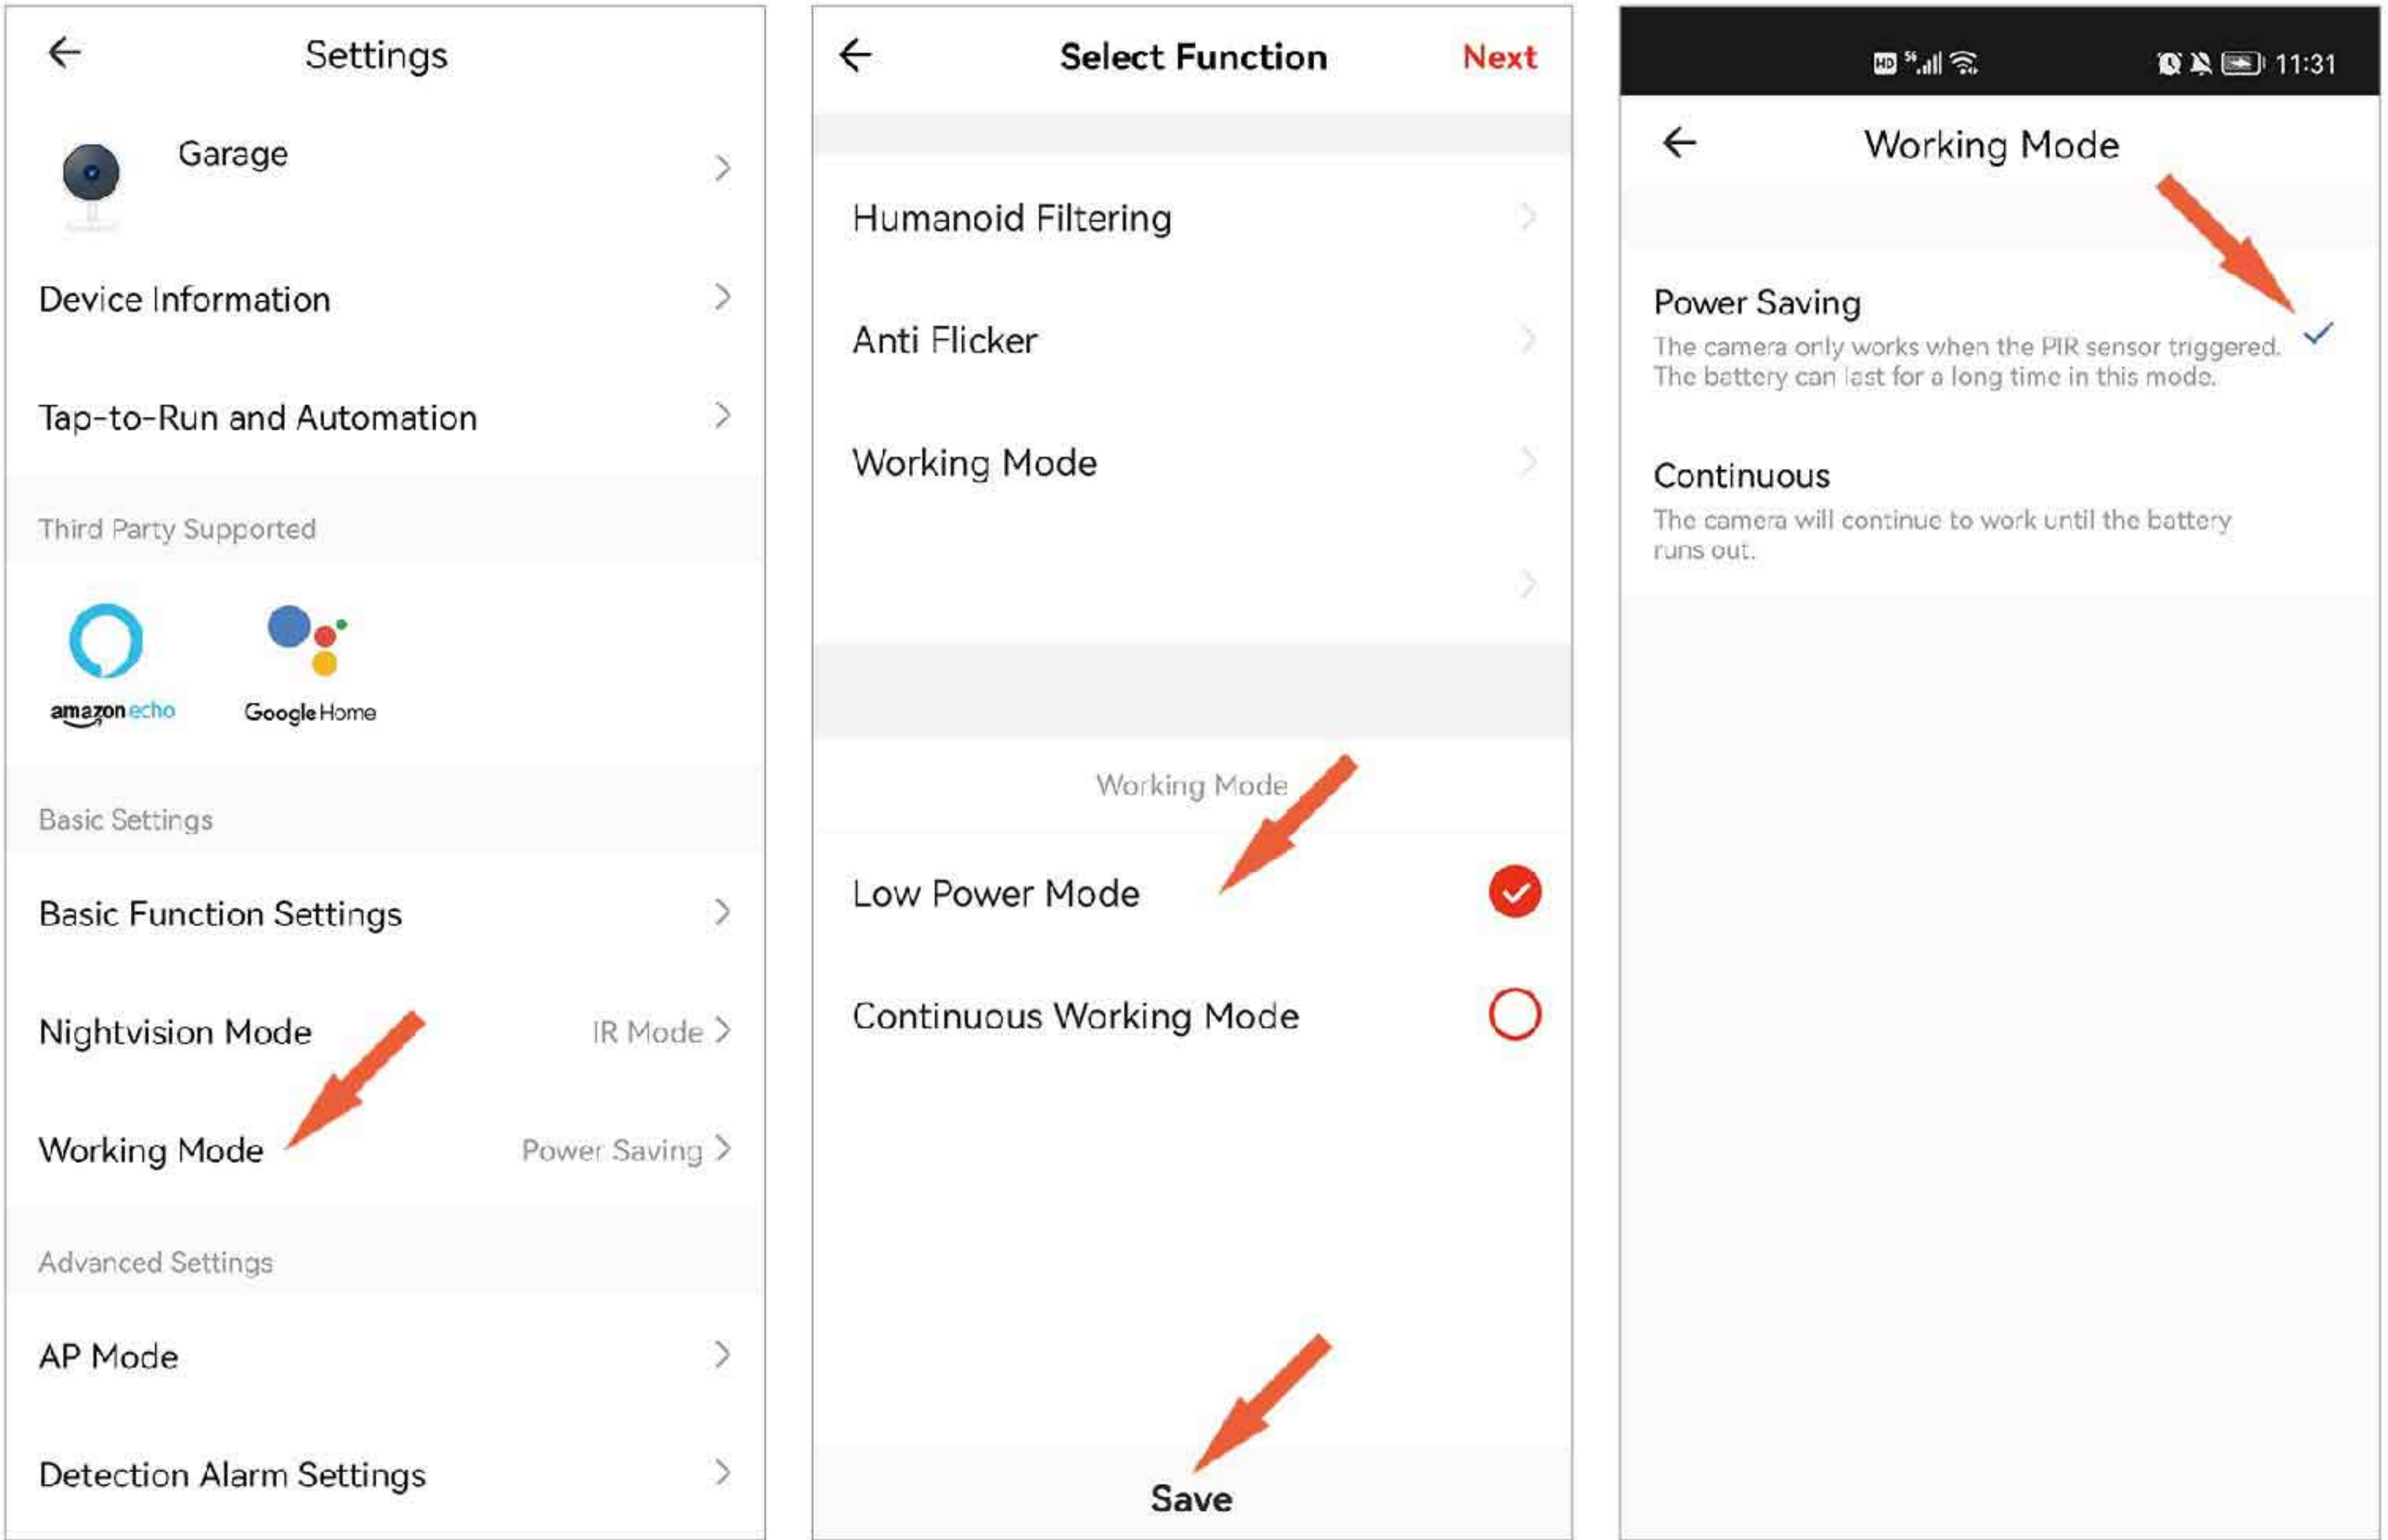 Settings
Garage
Device Information
Tap-to-Run and Automation
Third Party Supported
amazon echo
Google Home
Basic Settings
Basic Function Settings
Nightvision Mode IR Mode
Working Mode Power Saving
Advanced Settings
AP Mode
Detection Alarm Settings
Select Function Next
Humanoid Filtering
Anti Flicker
Working Mode
Working Mode
Low Power Mode
Continuous Working Mode
Save
HD 5G 11:31
Working Mode
Power Saving
The camera only works when the PIR sensor triggered.
The battery can last for a long time in this mode.
Continuous
The camera will continue to work until the battery
runs out.